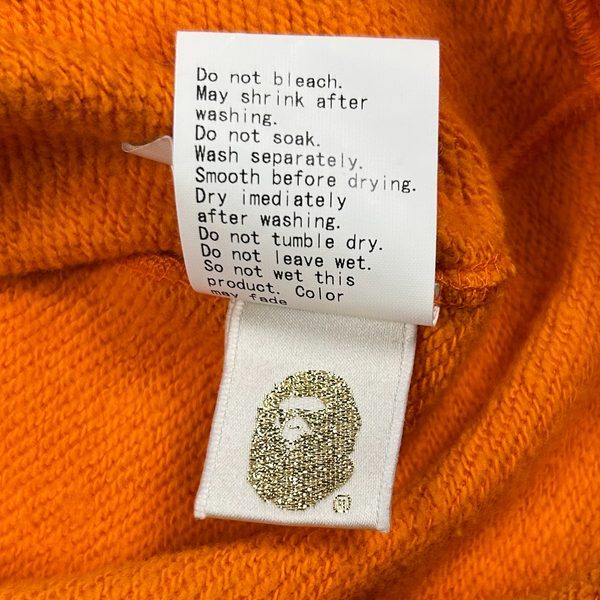 Do not bleach.
May shrink after
washing.
Do not soak.
Wash separately.
Smooth before drying.
Dry imediately
after washing.
Do not tumble dry.
Do not leave wet.
So not wet this
product. Color
may fade